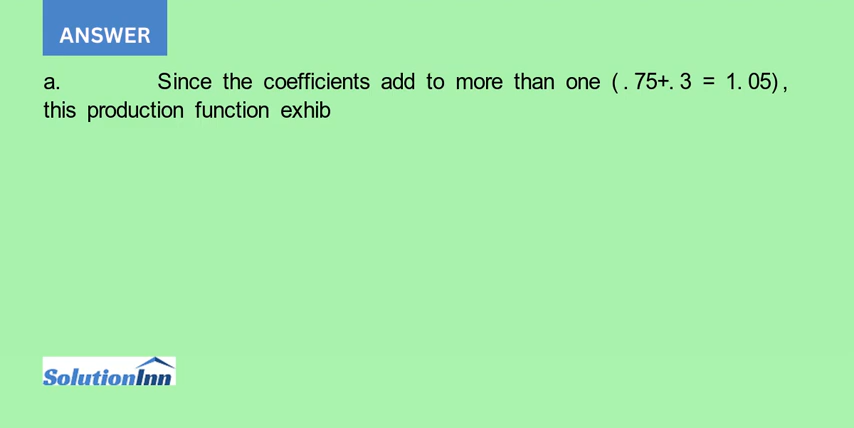 ANSWER
a. Since the coefficients add to more than one (.75+.3 = 1.05),
this production function exhib
SolutionInn